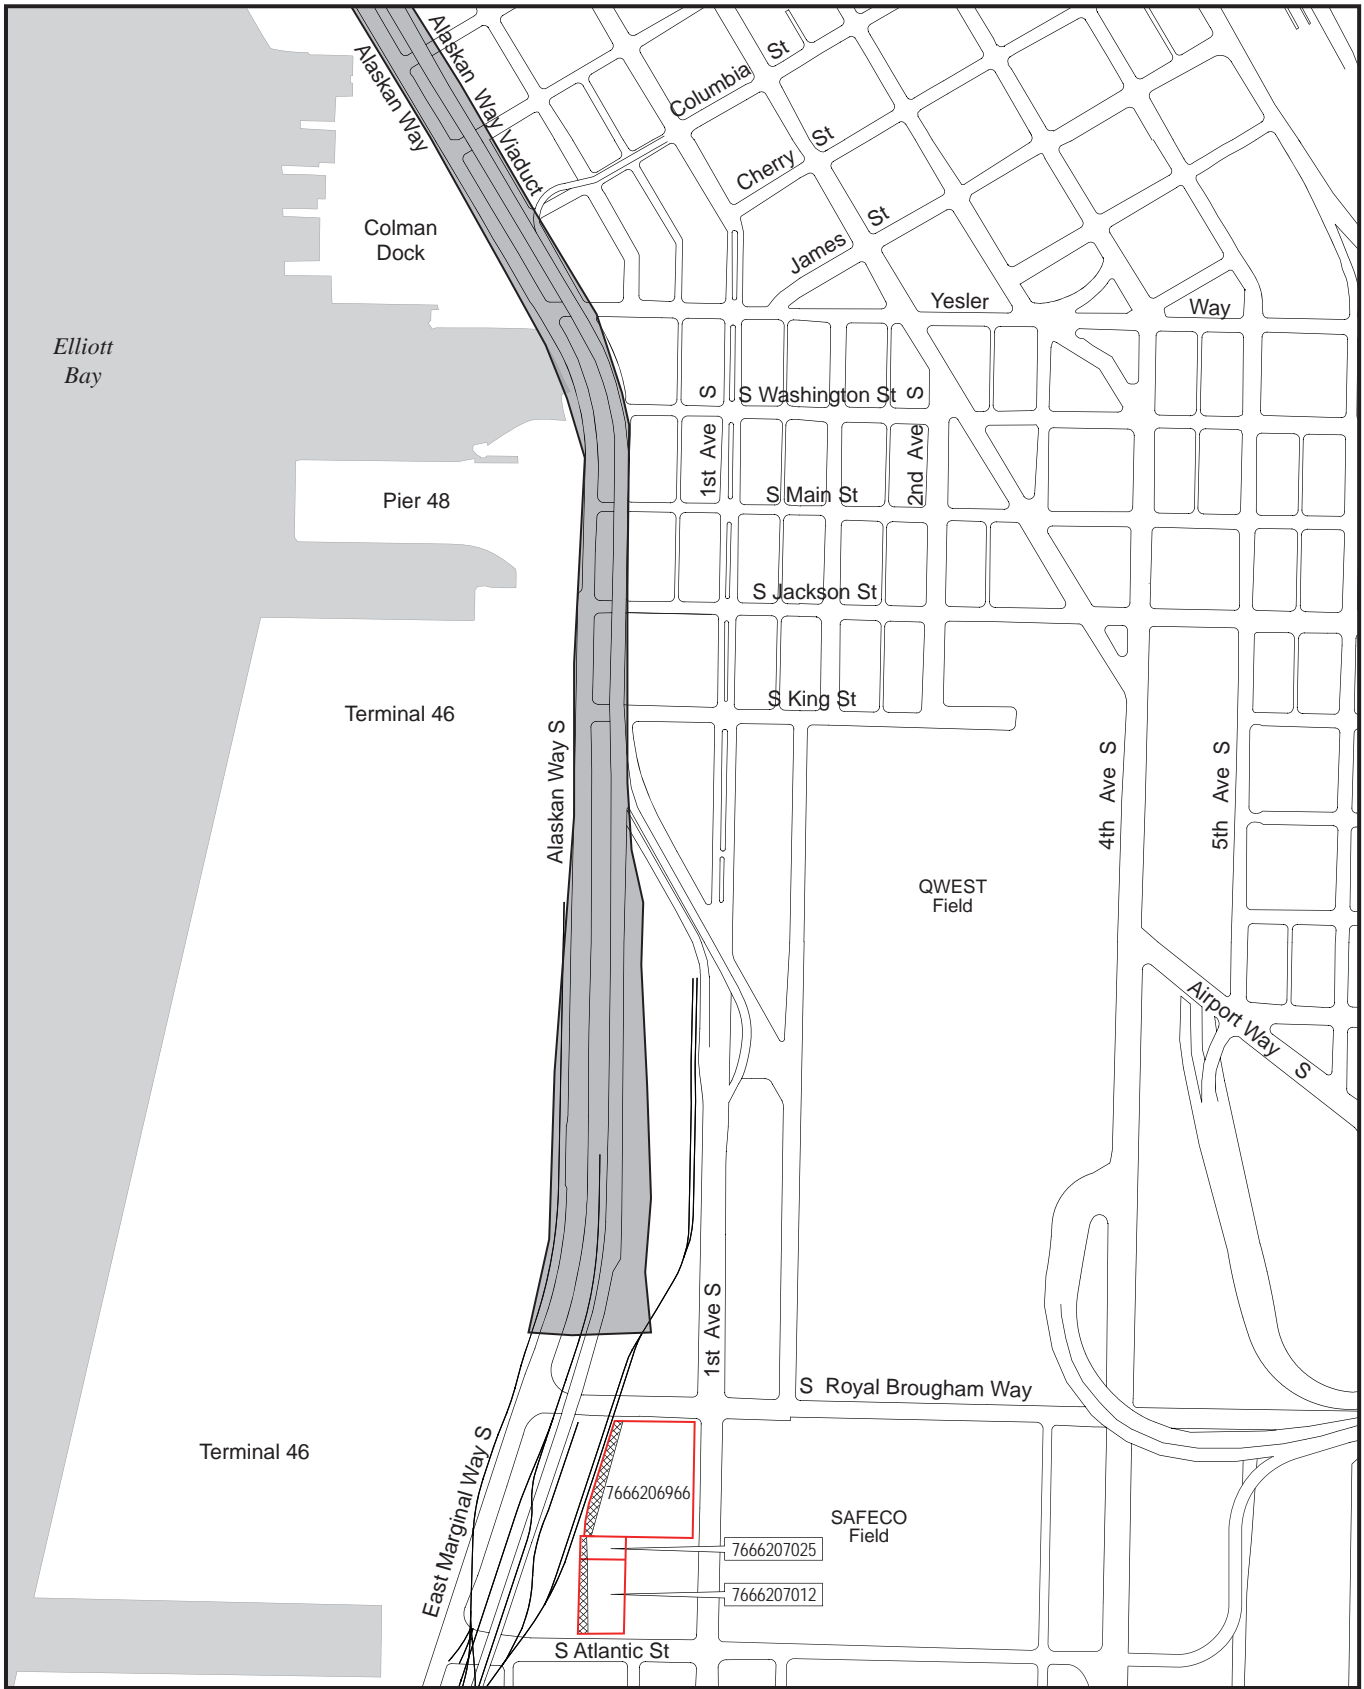 Alaskan Way Viaduct
Alaskan Way
Columbia St
Cherry St
James St
Colman
Dock
Yesler Way
Elliott
Bay
S Washington St
1st Ave S
2nd Ave S
S Main St
Pier 48
S Jackson St
S King St
Terminal 46
Alaskan Way S
4th Ave S
5th Ave S
QWEST
Field
Airport Way S
1st Ave S
S Royal Brougham Way
Terminal 46
East Marginal Way S
7666206966
SAFECO
Field
7666207025
7666207012
S Atlantic St